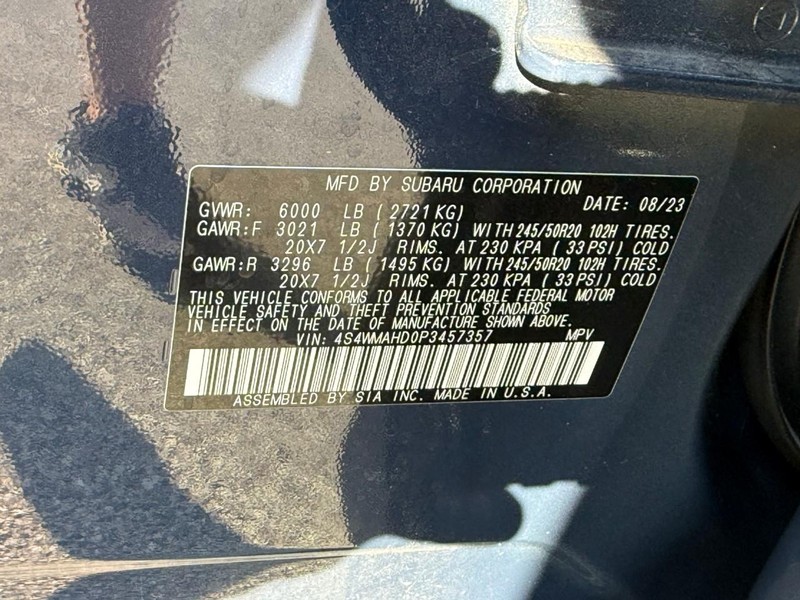 MFD BY SUBARU CORPORATION
GVWR: 6000 LB ( 2721 KG) DATE: 08/23
GAWR:F 3021 LB ( 1370 KG) WITH 245/50R20 102H TIRES.
20X7 1/2J RIMS. AT 230 KPA ( 33 PSI) COLD
GAWR:R 3296 LB ( 1495 KG) WITH 245/50R20 102H TIRES.
20X7 1/2J RIMS. AT 230 KPA ( 33 PSI) COLD
THIS VEHICLE CONFORMS TO ALL APPLICABLE FEDERAL MOTOR
VEHICLE SAFETY AND THEFT PREVENTION STANDARDS
IN EFFECT ON THE DATE OF MANUFACTURE SHOWN ABOVE.
VIN: 4S4WMAHD0P3457357 MPV
ASSEMBLED BY SIA INC. MADE IN U.S.A.